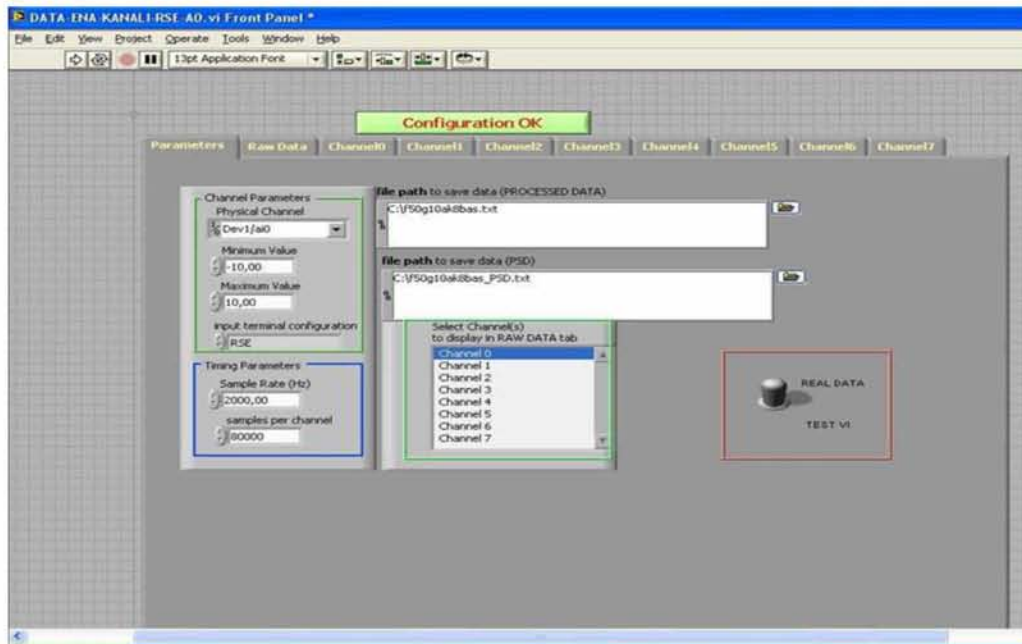 DATA-ENA-KANALI-RSE-A0.vi Front Panel *
File Edit View Project Operate Tools Window Help
13pt Application Font
Configuration OK
Parameters Raw Data Channel0 Channel1 Channel2 Channel3 Channel4 Channel5 Channel6 Channel7
Channel Parameters
Physical Channel
Dev1/ai0
Minimum Value
-10,00
Maximum Value
10,00
input terminal configuration
RSE
Timing Parameters
Sample Rate (Hz)
2000,00
samples per channel
80000
file path to save data (PROCESSED DATA)
C:\f50g10ak8bas.txt
file path to save data (PSD)
C:\f50g10ak8bas_PSD.txt
Select Channel(s)
to display in RAW DATA tab
Channel 0
Channel 1
Channel 2
Channel 3
Channel 4
Channel 5
Channel 6
Channel 7
REAL DATA
TEST VI